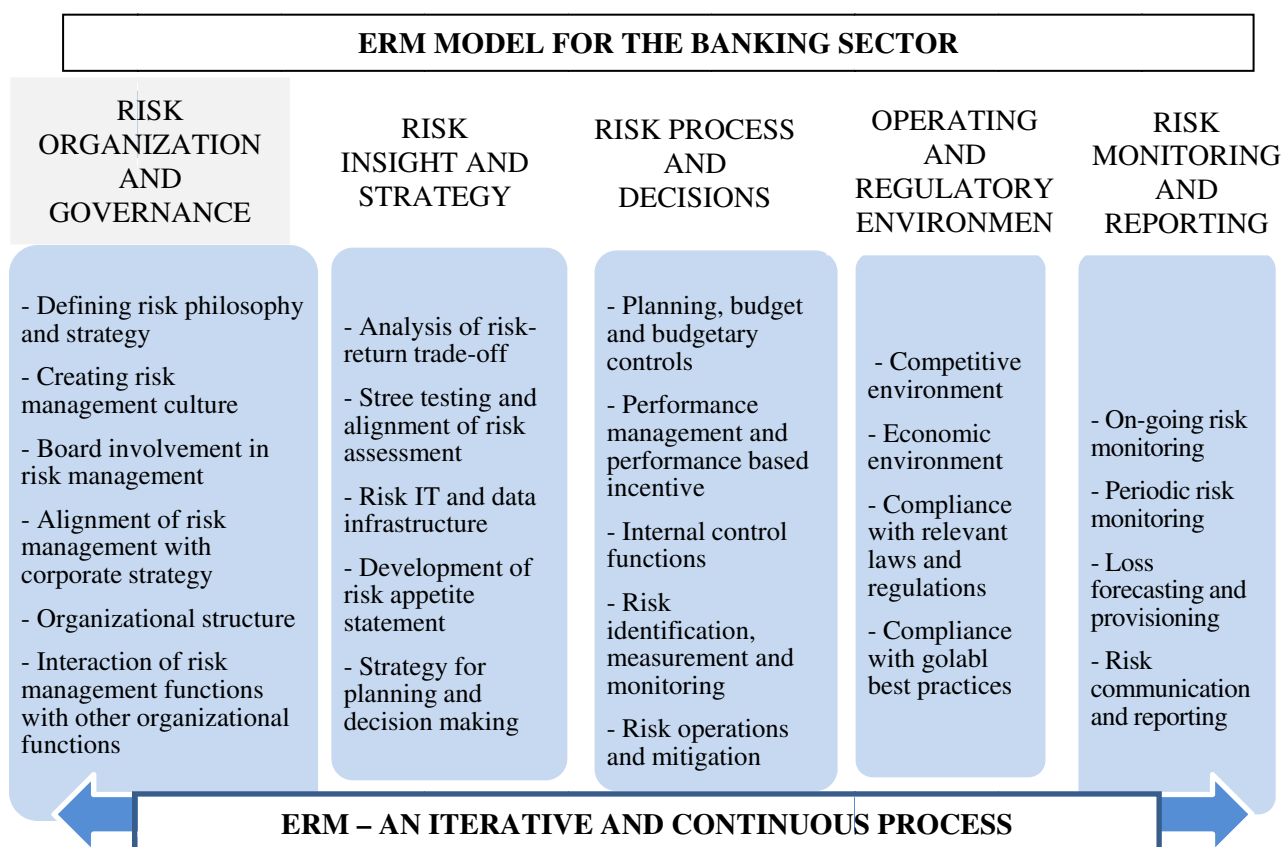 ERM MODEL FOR THE BANKING SECTOR
RISK
ORGANIZATION
AND
GOVERNANCE
RISK
INSIGHT AND
STRATEGY
RISK PROCESS
AND
DECISIONS
OPERATING
AND
REGULATORY
ENVIRONMEN
RISK
MONITORING
AND
REPORTING
- Defining risk philosophy
and strategy
- Creating risk
management culture
- Board involvement in
risk management
- Alignment of risk
management with
corporate strategy
- Organizational structure
- Interaction of risk
management functions
with other organizational
functions
- Analysis of risk-
return trade-off
- Stree testing and
alignment of risk
assessment
- Risk IT and data
infrastructure
- Development of
risk appetite
statement
- Strategy for
planning and
decision making
- Planning, budget
and budgetary
controls
- Performance
management and
performance based
incentive
- Internal control
functions
- Risk
identification,
measurement and
monitoring
- Risk operations
and mitigation
- Competitive
environment
- Economic
environment
- Compliance
with relevant
laws and
regulations
- Compliance
with golabl
best practices
- On-going risk
monitoring
- Periodic risk
monitoring
- Loss
forecasting and
provisioning
- Risk
communication
and reporting
ERM – AN ITERATIVE AND CONTINUOUS PROCESS